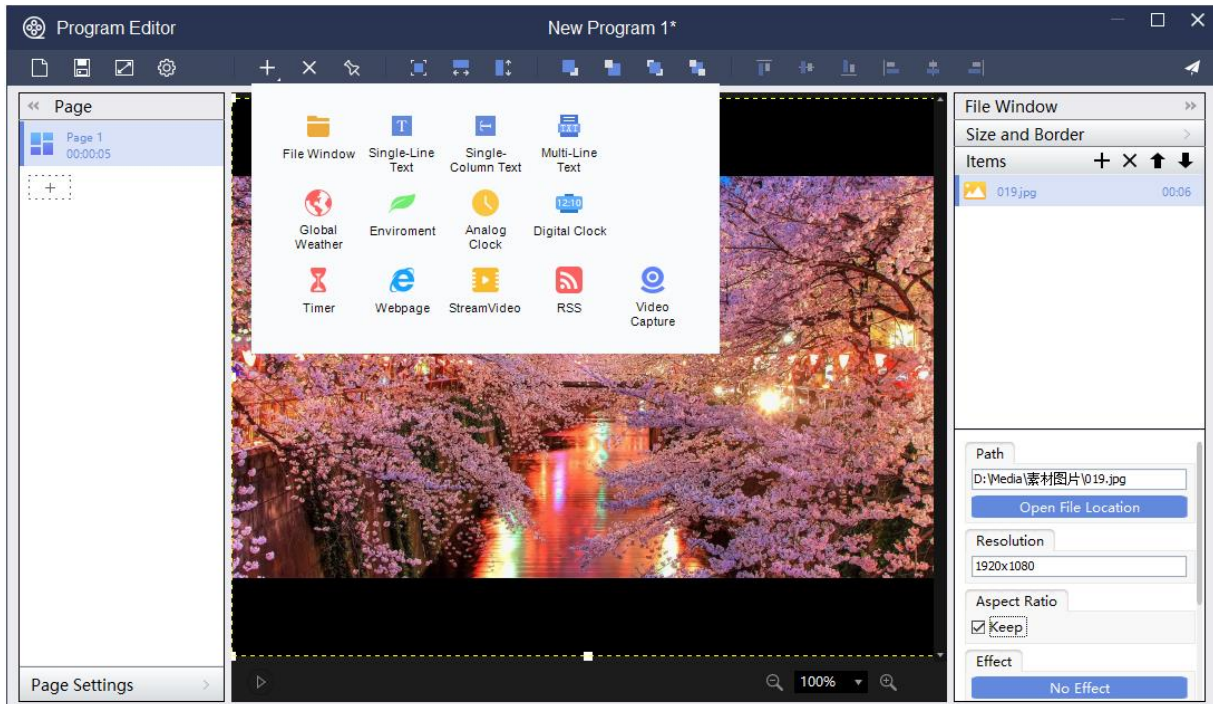 Program Editor
New Program 1*
Page
Page 1
00:00:05
Page Settings
File Window
Single-Line
Text
Single-
Column Text
Multi-Line
Text
TXT
T
Global
Weather
Enviroment
Analog
Clock
12:10
Digital Clock
Timer
Webpage
StreamVideo
RSS
Video
Capture
100%
File Window
Size and Border
Items
019.jpg
00:06
Path
D:\Media\素材图片\019.jpg
Open File Location
Resolution
1920x1080
Aspect Ratio
Keep
Effect
No Effect